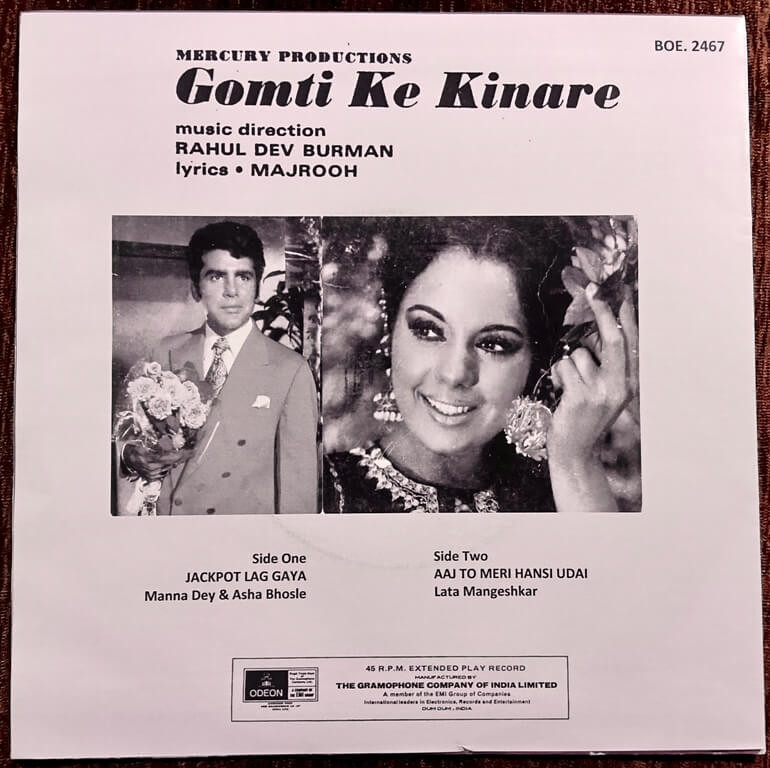 MERCURY PRODUCTIONS
BOE. 2467
Gomti Ke Kinare
music direction
RAHUL DEV BURMAN
lyrics • MAJROOH
Side One
JACKPOT LAG GAYA
Manna Dey & Asha Bhosle
Side Two
AAJ TO MERI HANSI UDAI
Lata Mangeshkar
ODEON
45 R.P.M. EXTENDED PLAY RECORD
MANUFACTURED BY
THE GRAMOPHONE COMPANY OF INDIA LIMITED
A member of the EMI Group of Companies
International leaders in Electronics, Records and Entertainment
DUM DUM, INDIA